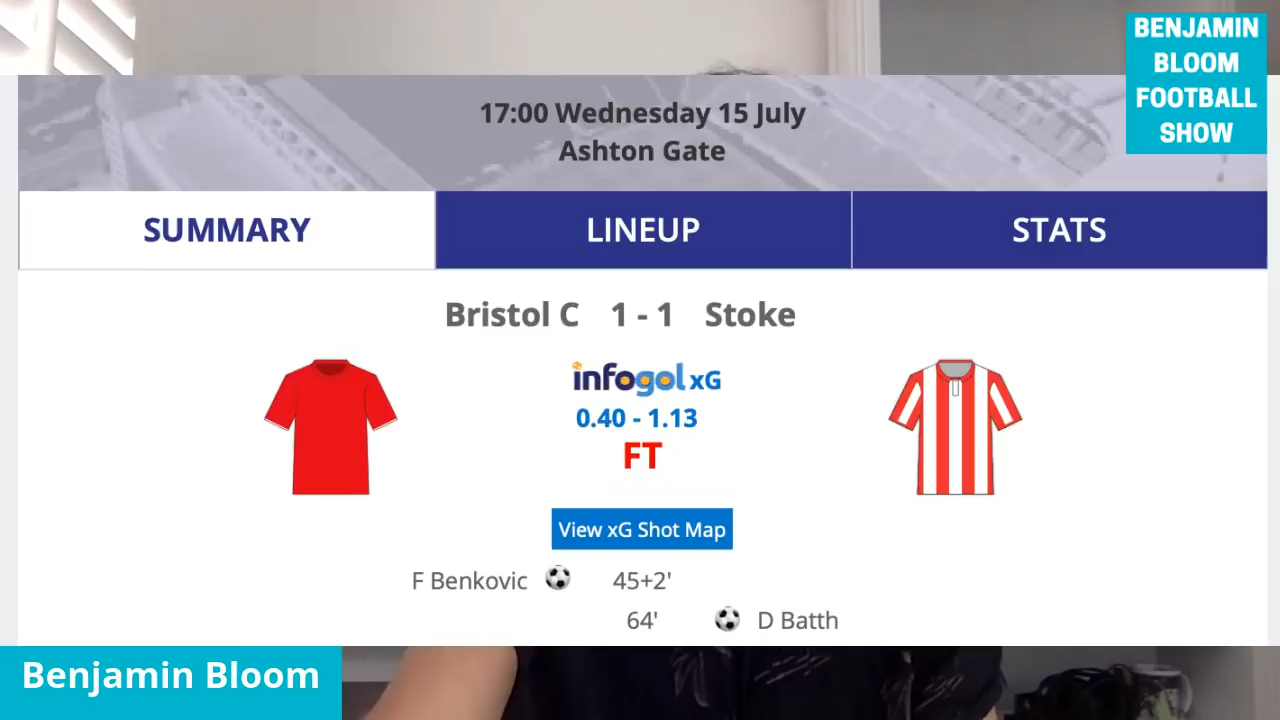 BENJAMIN
BLOOM
FOOTBALL
SHOW
17:00 Wednesday 15 July
Ashton Gate
SUMMARY LINEUP STATS
Bristol C 1 - 1 Stoke
infogol xG
0.40 - 1.13
FT
View xG Shot Map
F Benkovic 45+2'
64' D Batth
Benjamin Bloom